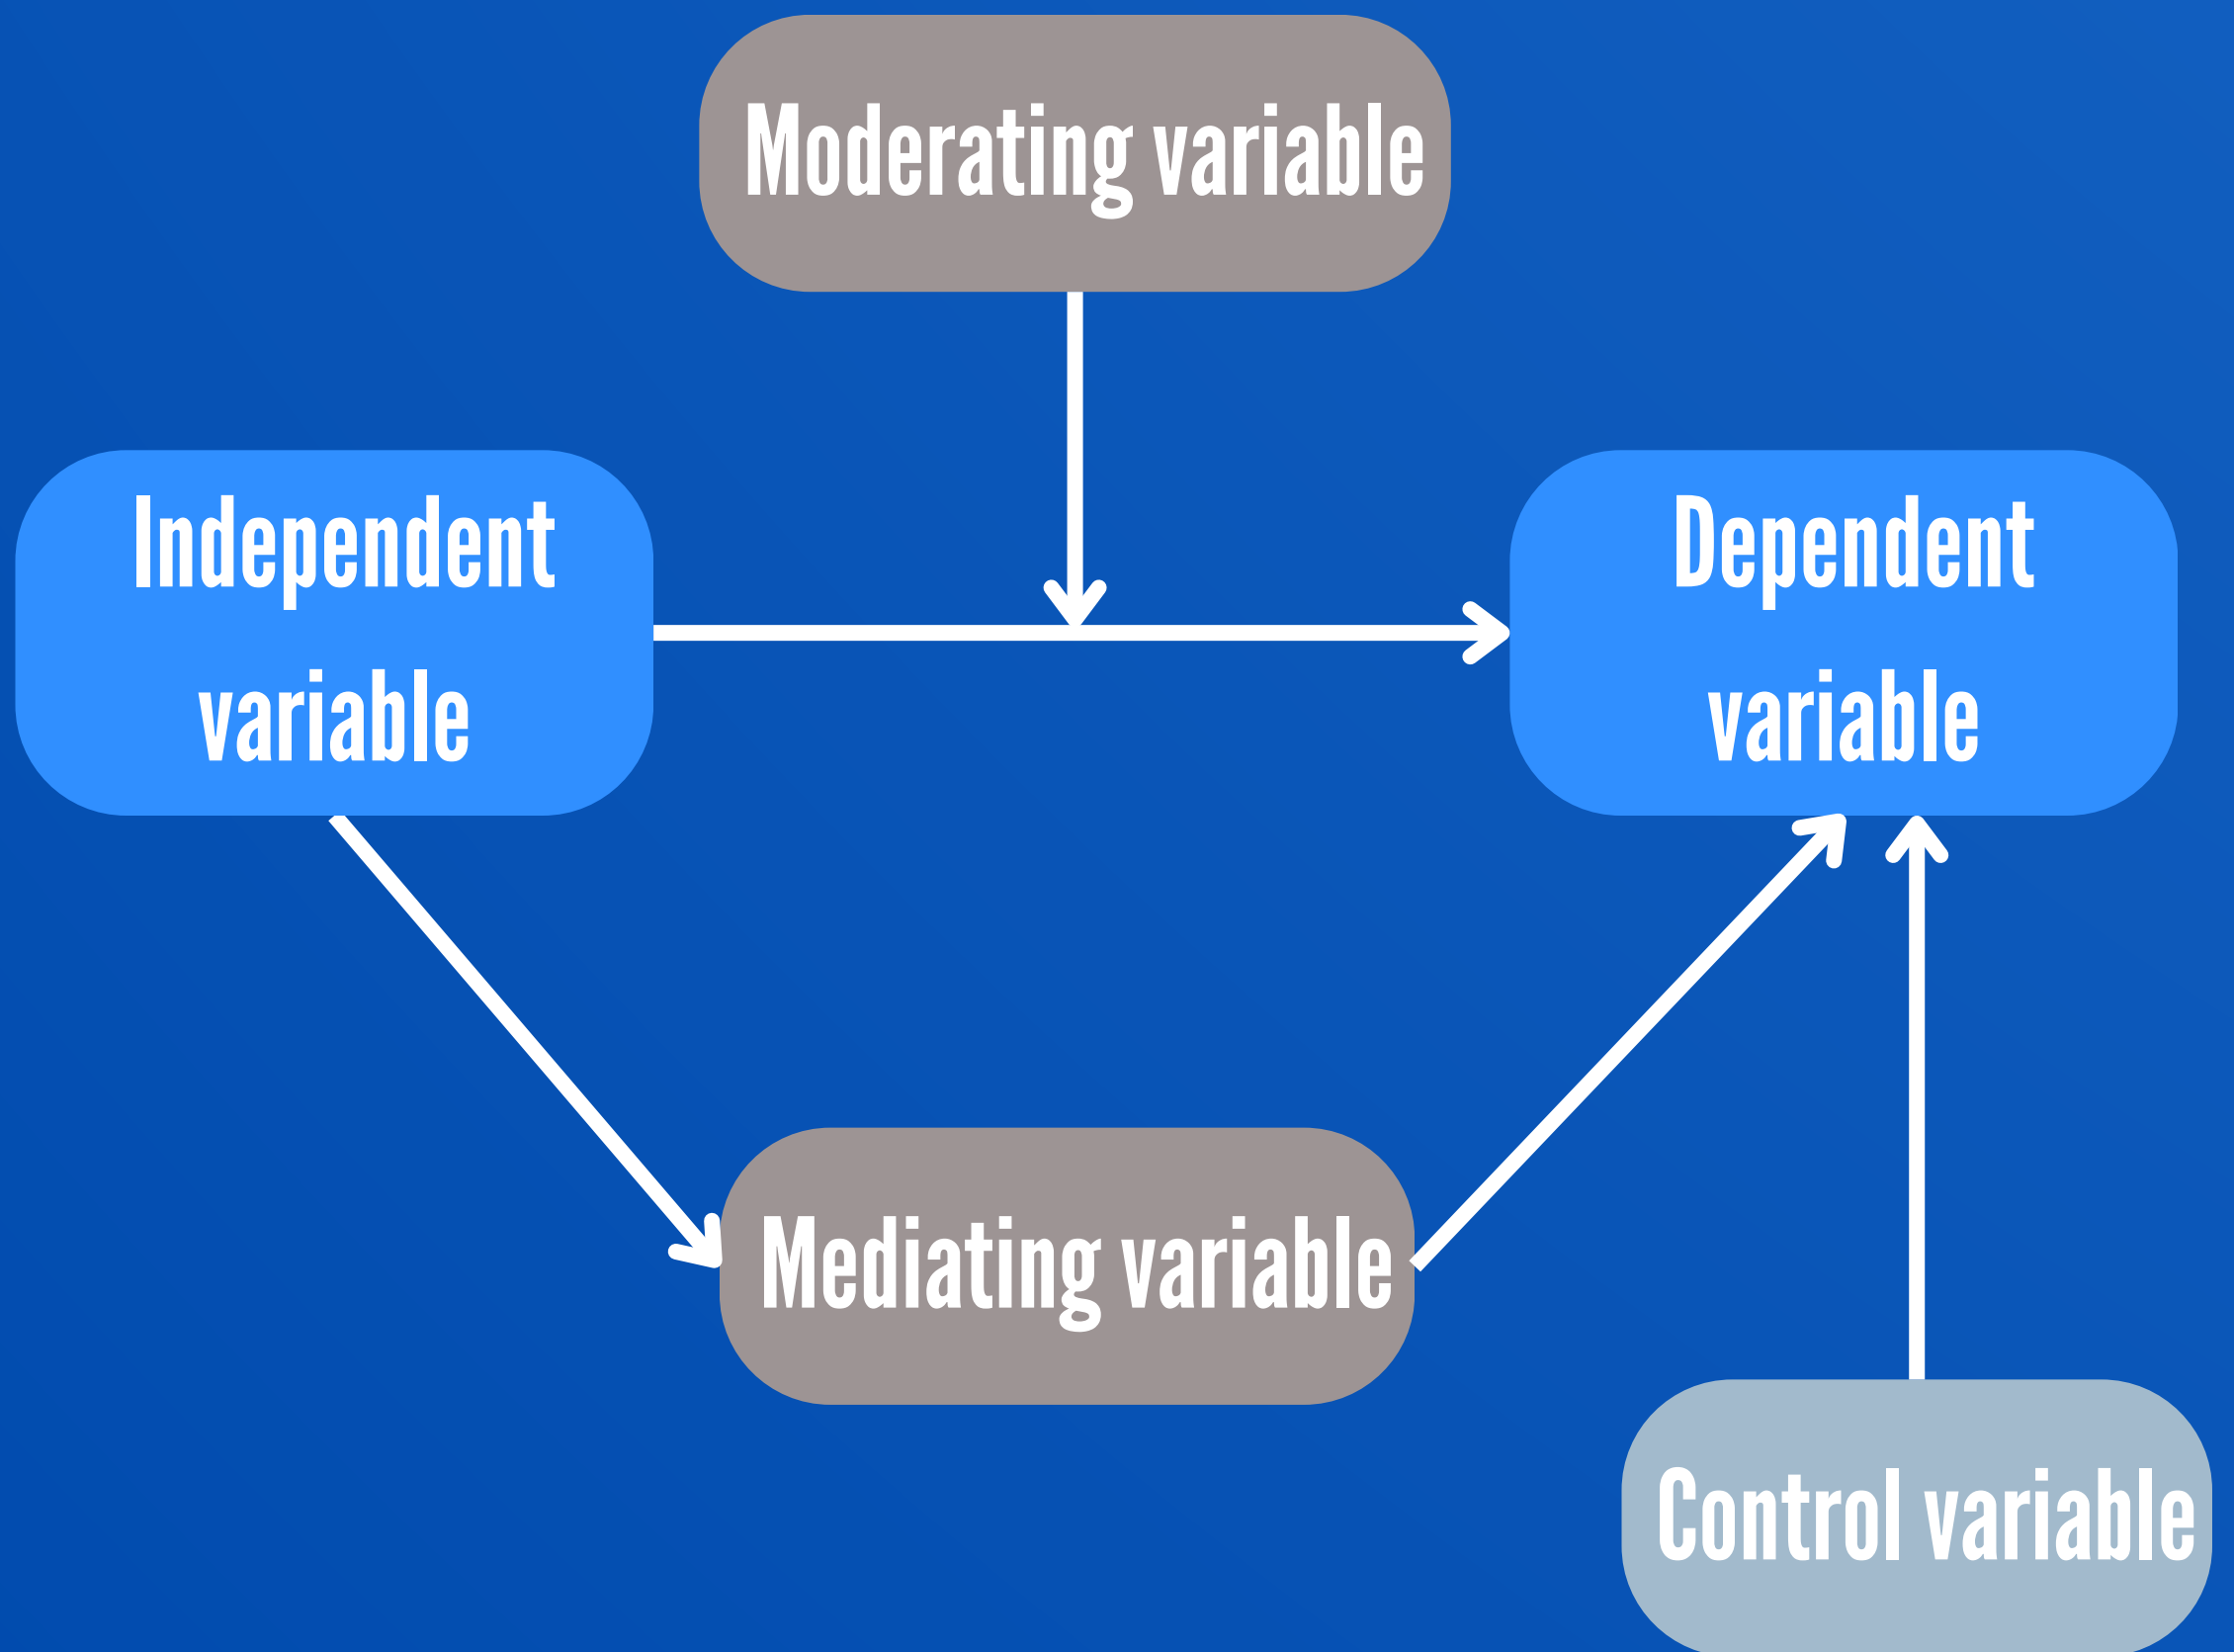 Moderating variable
Independent
variable
Dependent
variable
Mediating variable
Control variable